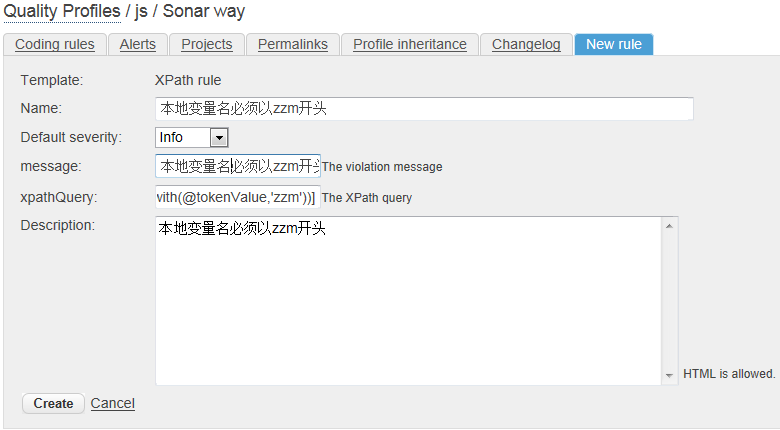 Quality Profiles / js / Sonar way
Coding rules Alerts Projects Permalinks Profile inheritance Changelog New rule
Template: XPath rule
Name: 本地变量名必须以zzm开头
Default severity: Info
message: 本地变量名必须以zzm开头 The violation message
xpathQuery: with(@tokenValue,'zzm'))] The XPath query
Description: 本地变量名必须以zzm开头
HTML is allowed.
Create Cancel